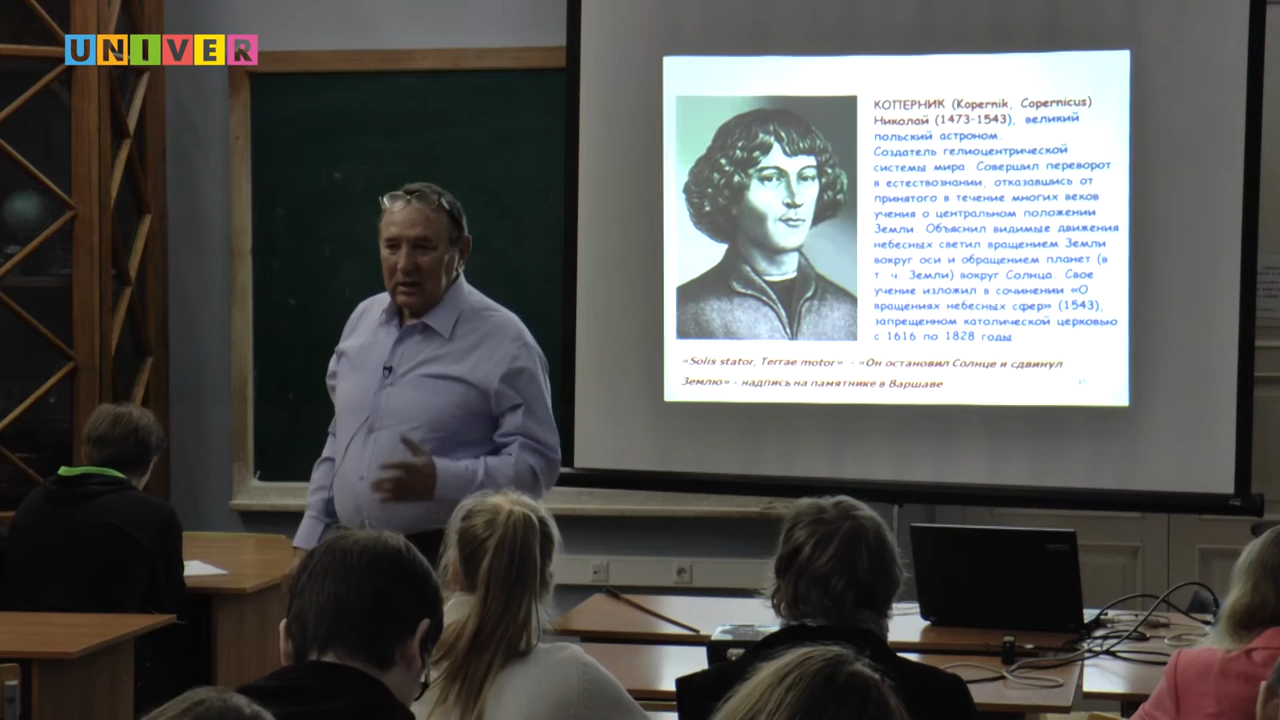 UNIVER
КОПЕРНИК (Kopernik, Copernicus)
Николай (1473-1543), великий
польский астроном.
Создатель гелиоцентрической
системы мира. Совершил переворот
в естествознании, отказавшись от
принятого в течение многих веков
учения о центральном положении
Земли. Объяснил видимые движения
небесных светил вращением Земли
вокруг оси и обращением планет (в
т. ч. Земли) вокруг Солнца. Свое
учение изложил в сочинении «О
вращениях небесных сфер» (1543),
запрещенном католической церковью
с 1616 по 1828 годы
«Solis stator, Terrae motor» - «Он остановил Солнце и сдвинул
Землю» - надпись на памятнике в Варшаве